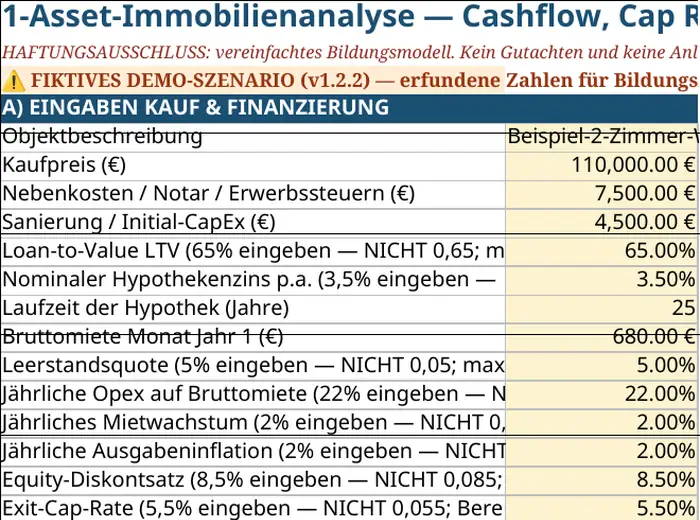 1-Asset-Immobilienanalyse — Cashflow, Cap R
HAFTUNGSAUSSCHLUSS: vereinfachtes Bildungsmodell. Kein Gutachten und keine Anl
⚠️ FIKTIVES DEMO-SZENARIO (v1.2.2) — erfundene Zahlen für Bildungs
A) EINGABEN KAUF & FINANZIERUNG
Objektbeschreibung Beispiel-2-Zimmer-W
Kaufpreis (€) 110,000.00 €
Nebenkosten / Notar / Erwerbssteuern (€) 7,500.00 €
Sanierung / Initial-CapEx (€) 4,500.00 €
Loan-to-Value LTV (65% eingeben — NICHT 0,65; m 65.00%
Nominaler Hypothekenzins p.a. (3,5% eingeben — 3.50%
Laufzeit der Hypothek (Jahre) 25
Bruttomiete Monat Jahr 1 (€) 680.00 €
Leerstandsquote (5% eingeben — NICHT 0,05; max 5.00%
Jährliche Opex auf Bruttomiete (22% eingeben — N 22.00%
Jährliches Mietwachstum (2% eingeben — NICHT 0, 2.00%
Jährliche Ausgabeninflation (2% eingeben — NICHT 2.00%
Equity-Diskontsatz (8,5% eingeben — NICHT 0,085; 8.50%
Exit-Cap-Rate (5,5% eingeben — NICHT 0,055; Bere 5.50%